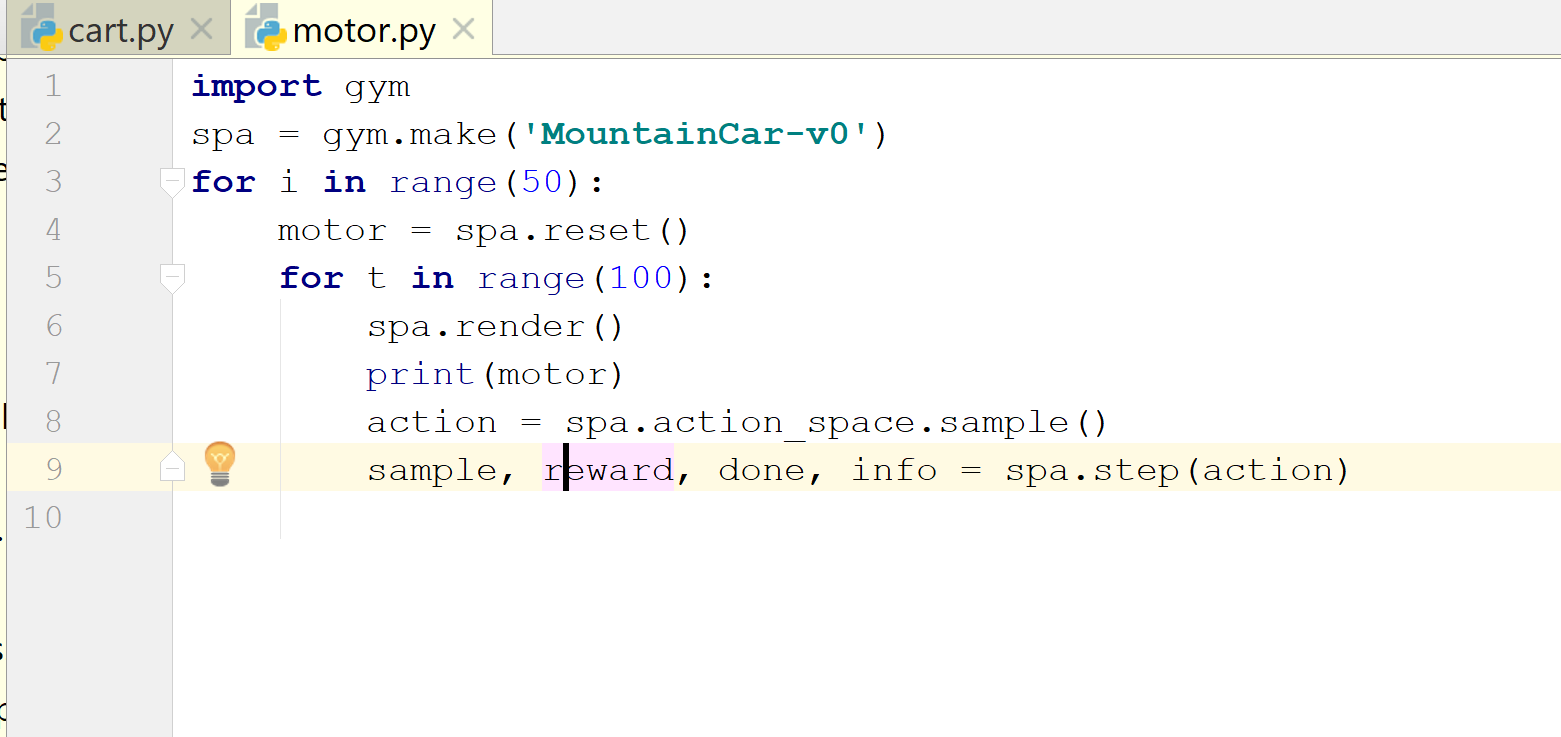 cart.py motor.py
1 import gym
2 spa = gym.make('MountainCar-v0')
3 for i in range(50):
4 motor = spa.reset()
5 for t in range(100):
6 spa.render()
7 print(motor)
8 action = spa.action_space.sample()
9 sample, reward, done, info = spa.step(action)
10